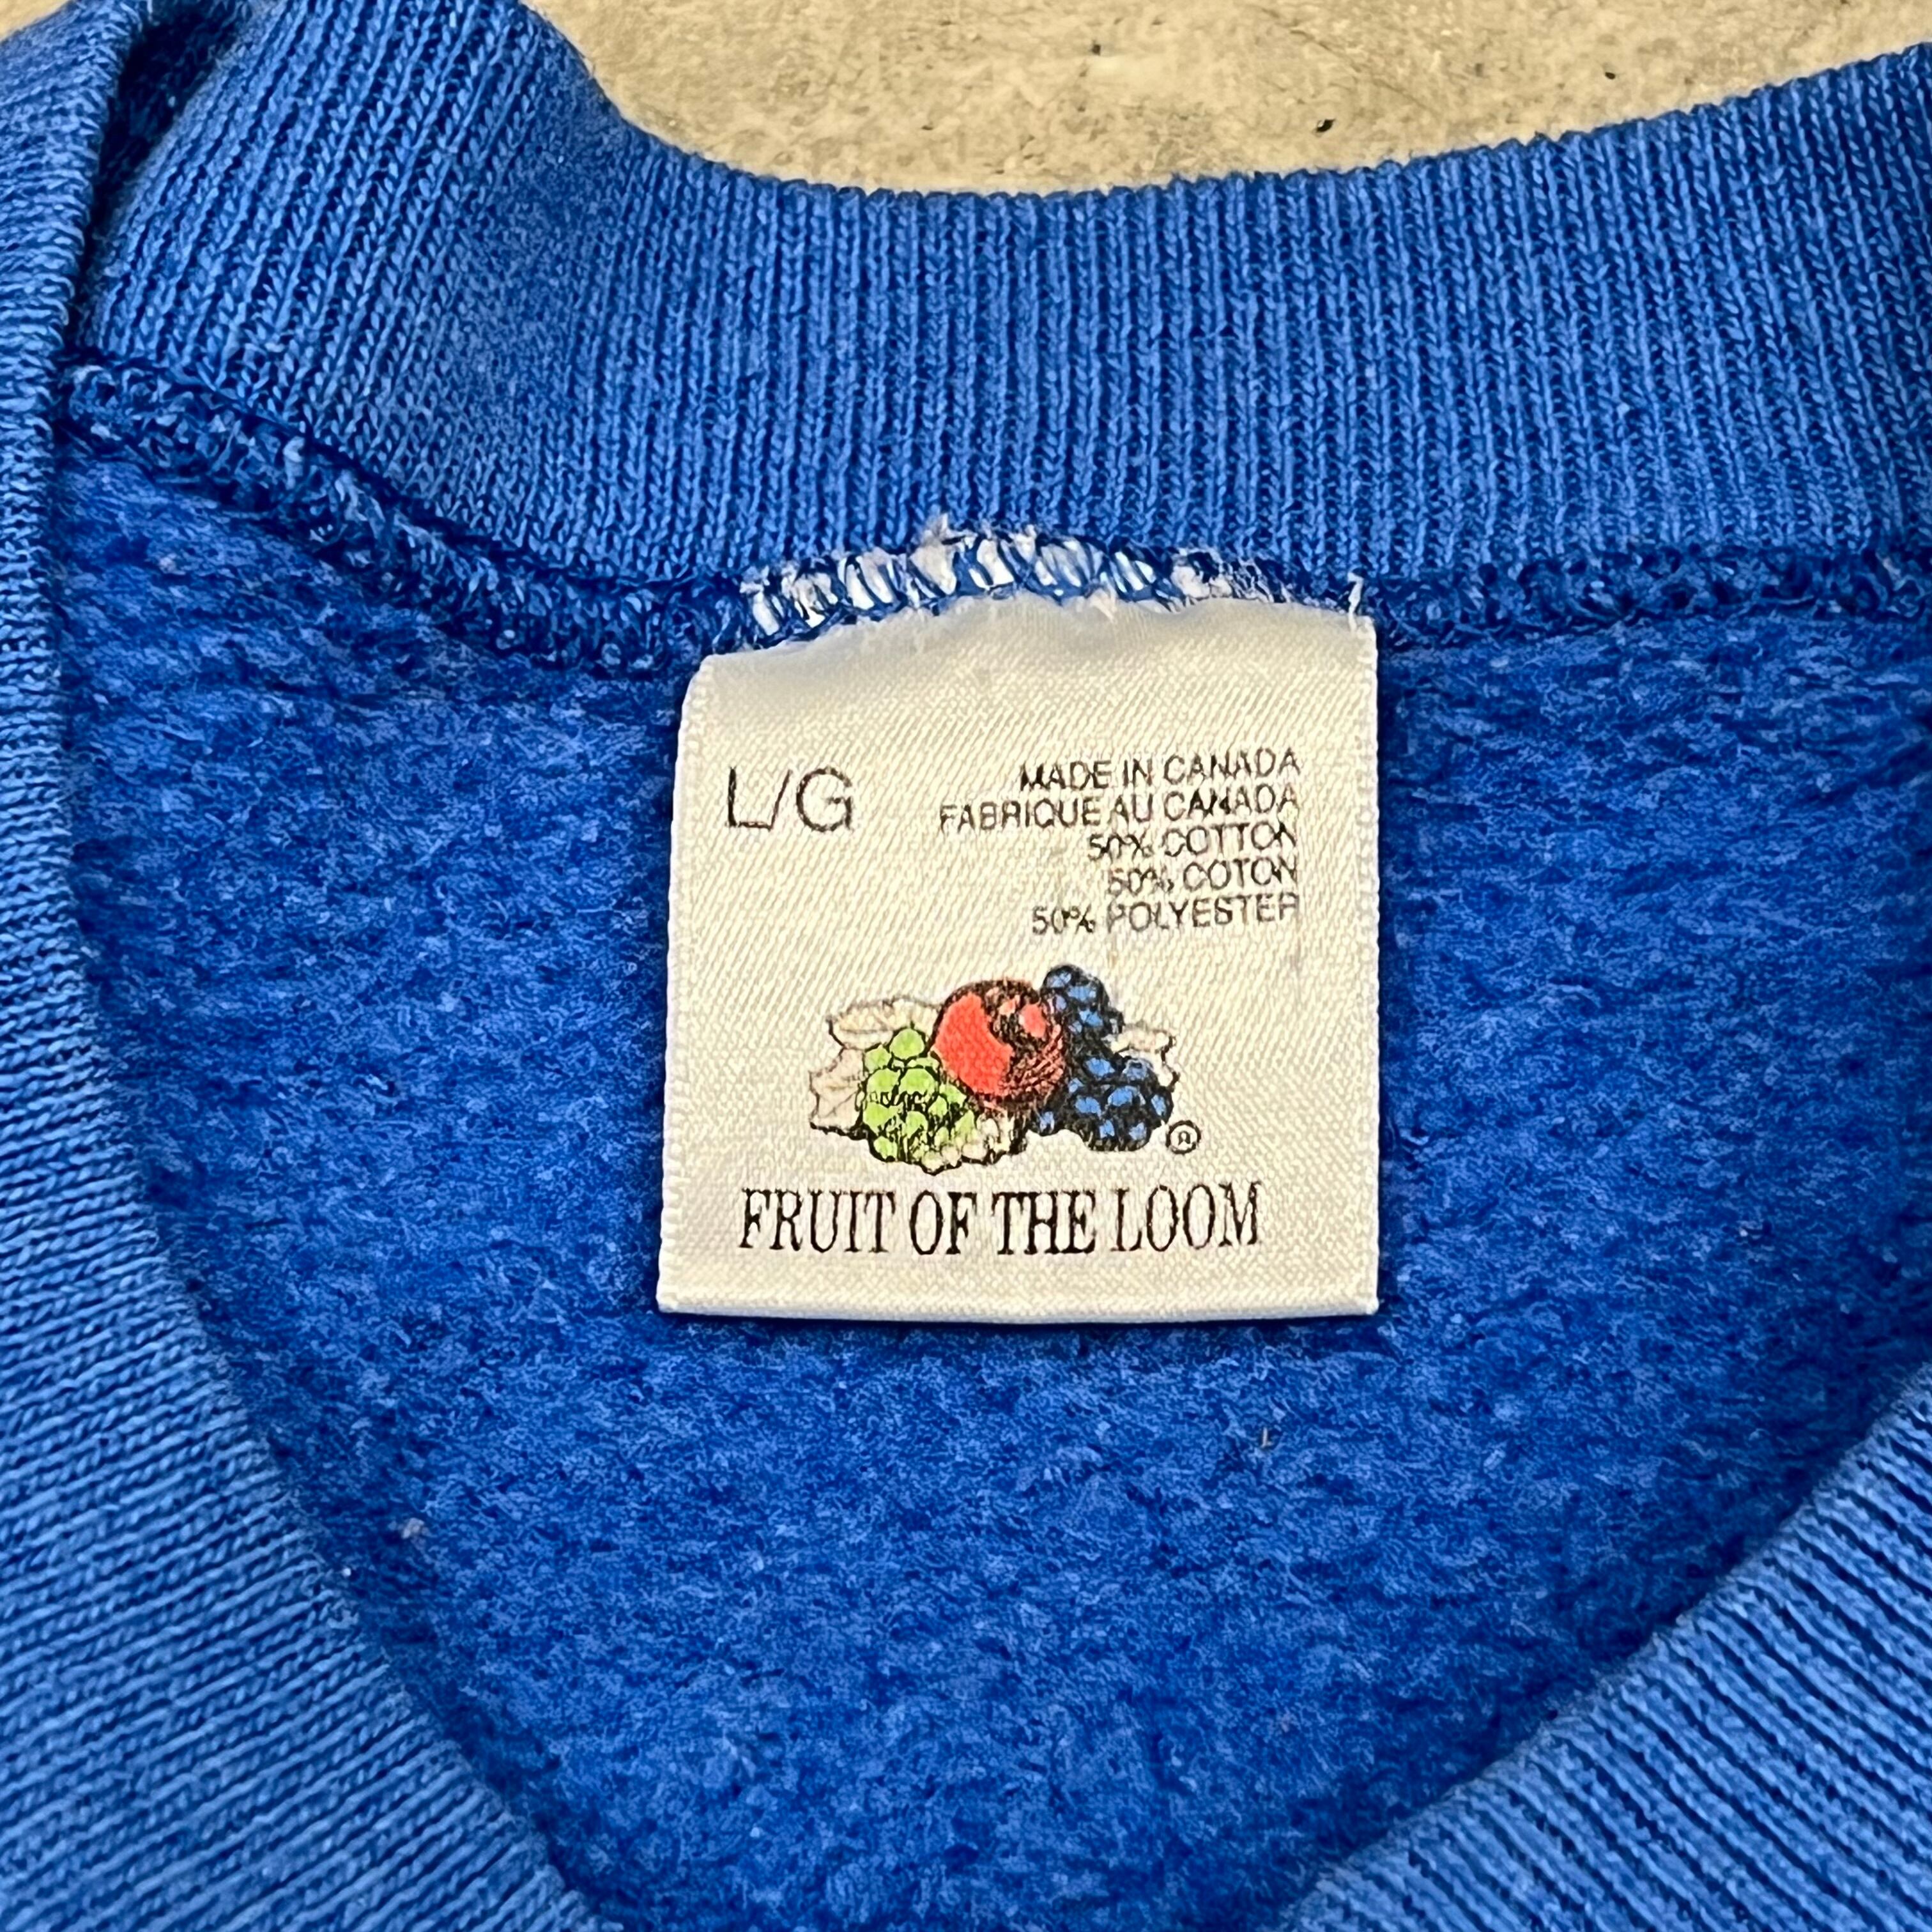 L/G
MADE IN CANADA
FABRIQUE AU CANADA
50% COTTON
50% COTON
50% POLYESTER
®
FRUIT OF THE LOOM